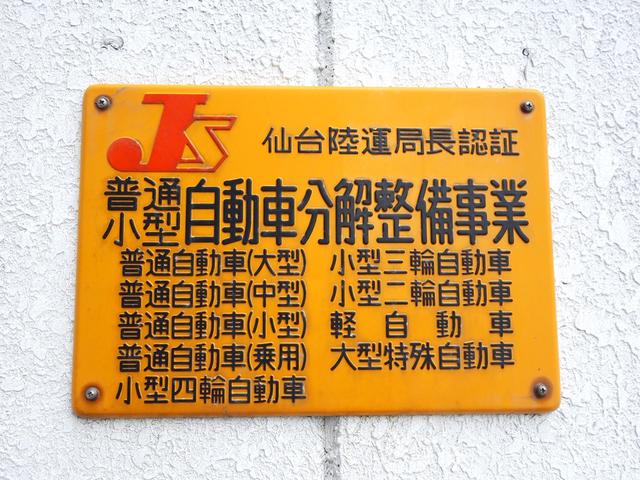 JS
仙台陸運局長認証
普通
小型
自動車分解整備事業
普通自動車(大型)
小型三輪自動車
普通自動車(中型)
小型二輪自動車
普通自動車(小型)
軽自動車
普通自動車(乗用)
大型特殊自動車
小型四輪自動車